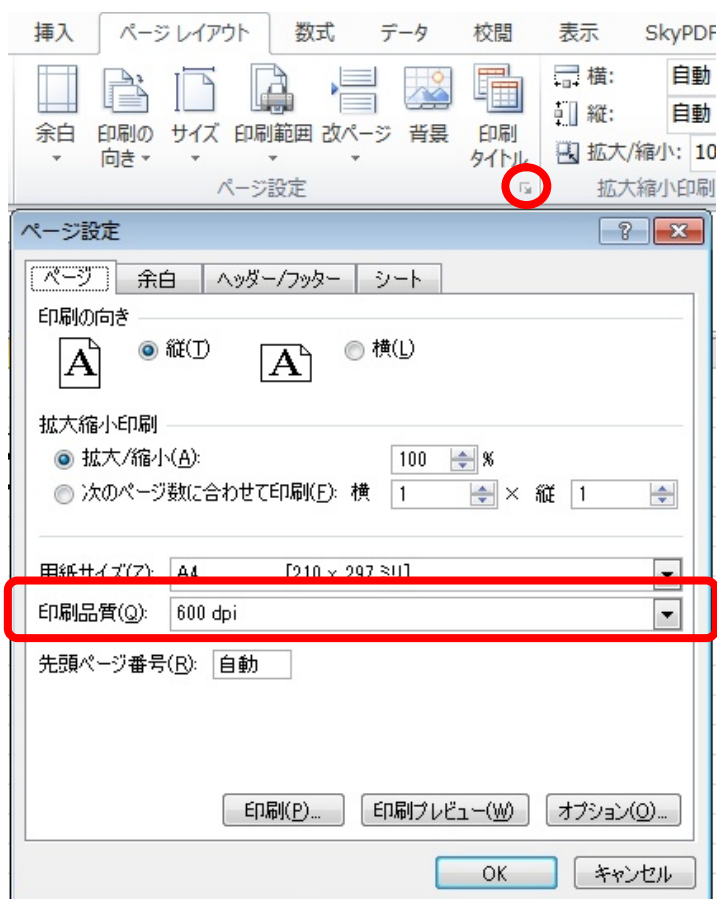 挿入 ページ レイアウト 数式 データ 校閲 表示 SkyPDF
余白 印刷の向き サイズ 印刷範囲 改ページ 背景 印刷タイトル
横: 自動
縦: 自動
拡大/縮小: 10
ページ設定 拡大縮小印刷
ページ設定
ページ 余白 ヘッダー/フッター シート
印刷の向き
A 縦(T) A 横(L)
拡大縮小印刷
拡大/縮小(A): 100 %
次のページ数に合わせて印刷(F): 横 1 × 縦 1
用紙サイズ(Z): A4 [210 x 297 ミリ]
印刷品質(Q): 600 dpi
先頭ページ番号(R): 自動
印刷(P)... 印刷プレビュー(W) オプション(O)...
OK キャンセル